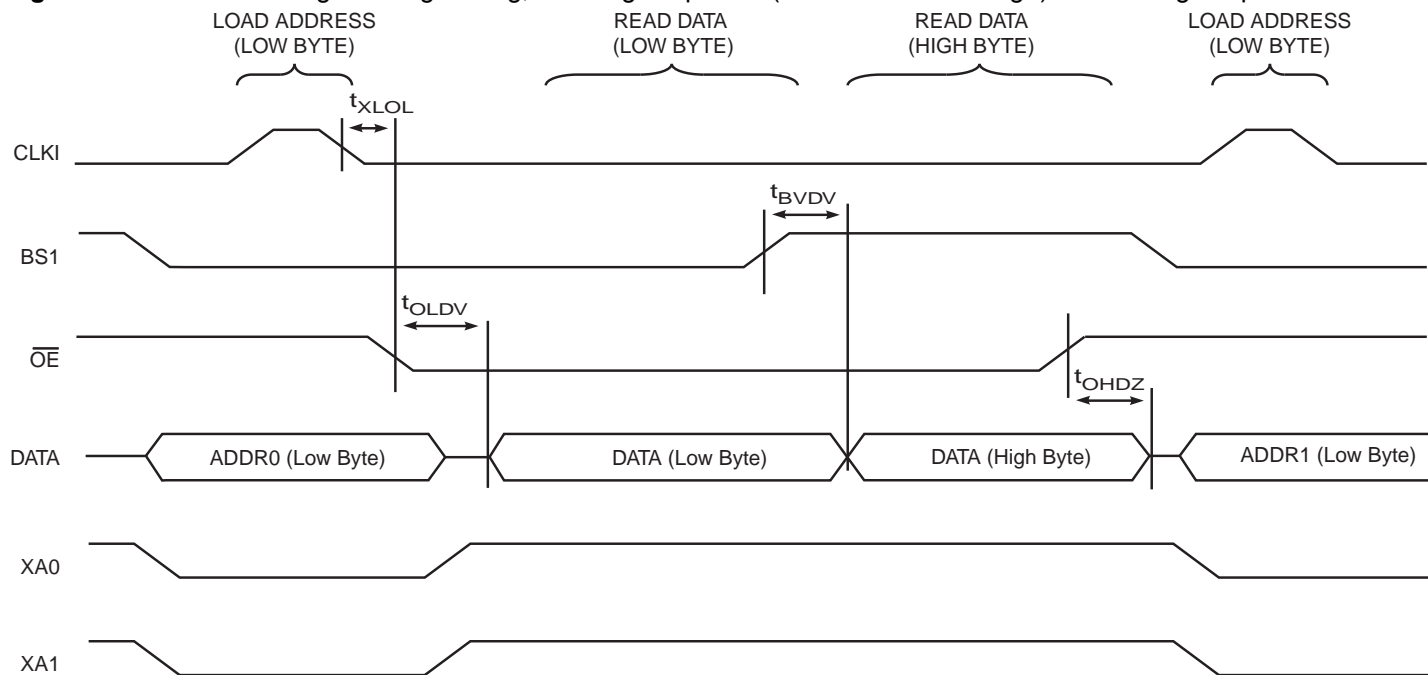 LOAD ADDRESS
(LOW BYTE)
READ DATA
(LOW BYTE)
READ DATA
(HIGH BYTE)
LOAD ADDRESS
(LOW BYTE)
tXLOL
CLKI
tBVDV
BS1
tOLDV
OE
tOHDZ
DATA
ADDR0 (Low Byte)
DATA (Low Byte)
DATA (High Byte)
ADDR1 (Low Byte)
XA0
XA1